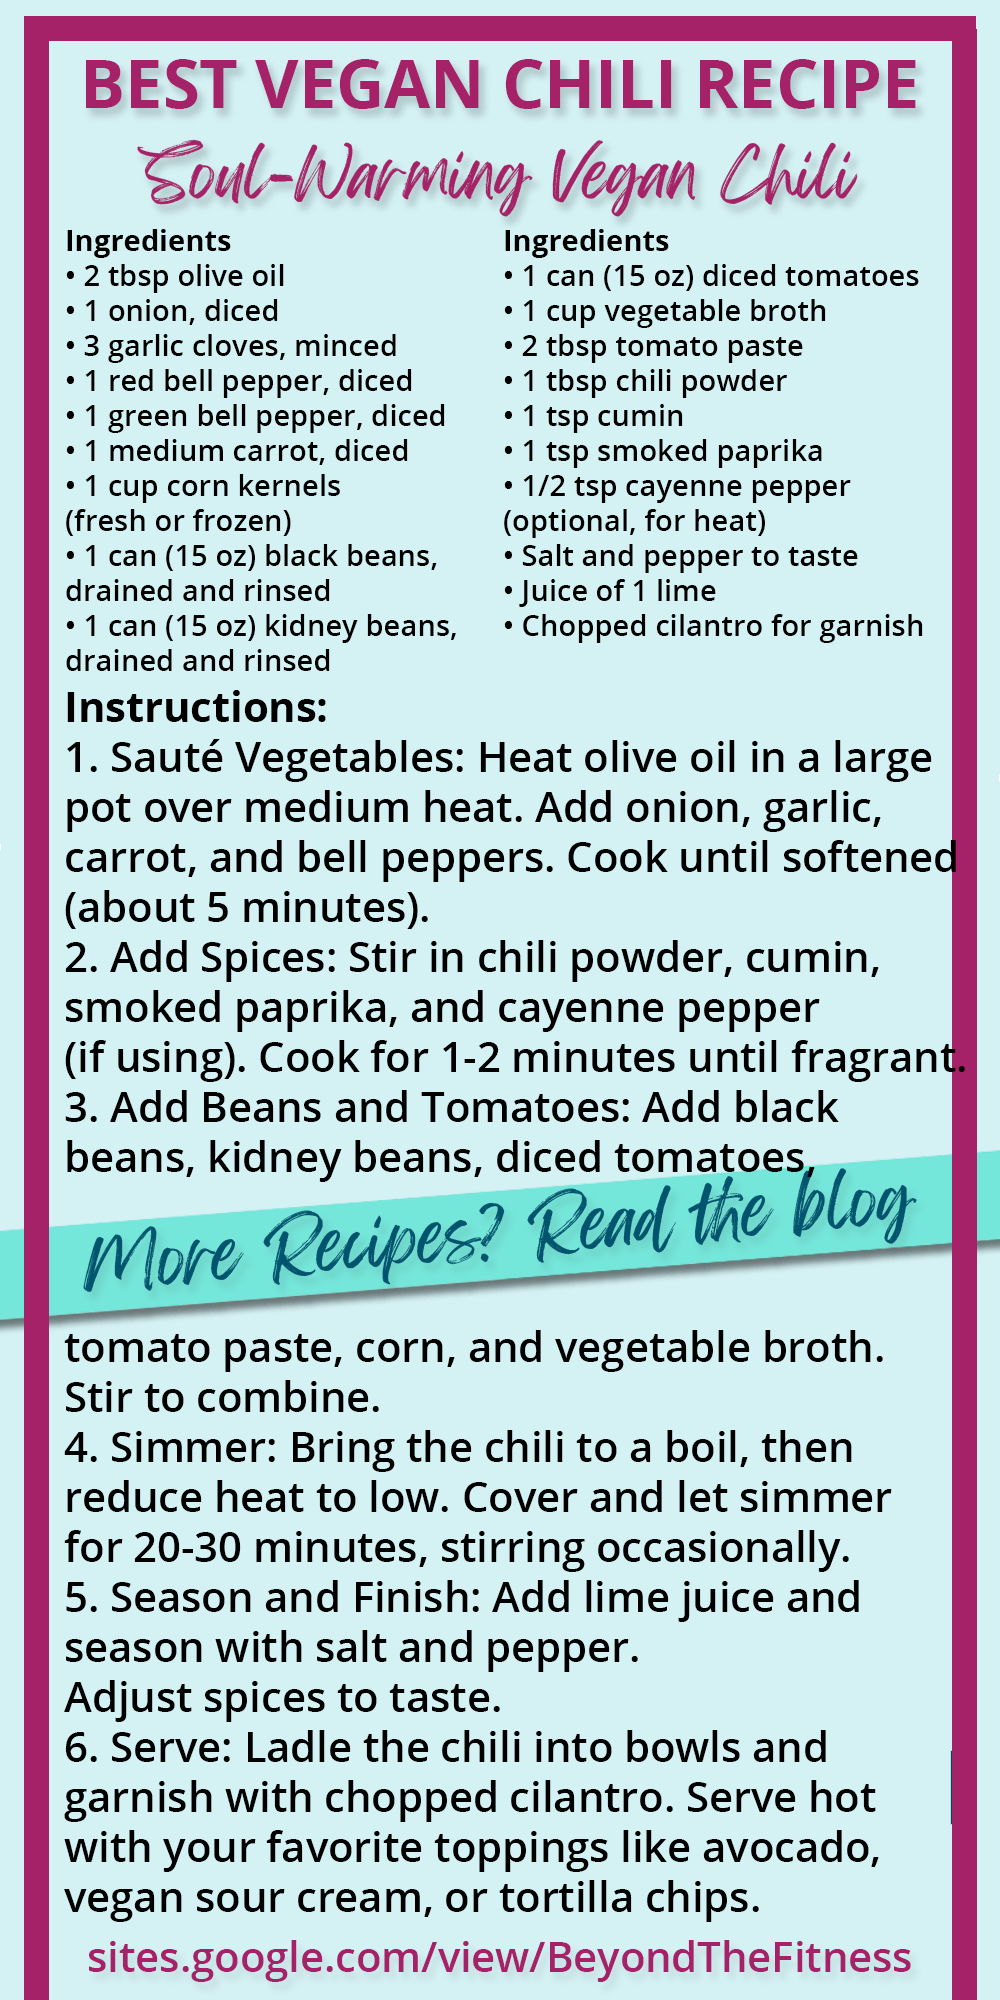 BEST VEGAN CHILI RECIPE
Soul-Warming Vegan Chili
Ingredients
• 2 tbsp olive oil
• 1 onion, diced
• 3 garlic cloves, minced
• 1 red bell pepper, diced
• 1 green bell pepper, diced
• 1 medium carrot, diced
• 1 cup corn kernels
(fresh or frozen)
• 1 can (15 oz) black beans,
drained and rinsed
• 1 can (15 oz) kidney beans,
drained and rinsed
Ingredients
• 1 can (15 oz) diced tomatoes
• 1 cup vegetable broth
• 2 tbsp tomato paste
• 1 tbsp chili powder
• 1 tsp cumin
• 1 tsp smoked paprika
• 1/2 tsp cayenne pepper
(optional, for heat)
• Salt and pepper to taste
• Juice of 1 lime
• Chopped cilantro for garnish
Instructions:
1. Sauté Vegetables: Heat olive oil in a large
pot over medium heat. Add onion, garlic,
carrot, and bell peppers. Cook until softened
(about 5 minutes).
2. Add Spices: Stir in chili powder, cumin,
smoked paprika, and cayenne pepper
(if using). Cook for 1-2 minutes until fragrant.
3. Add Beans and Tomatoes: Add black
beans, kidney beans, diced tomatoes,
More Recipes? Read the blog
tomato paste, corn, and vegetable broth.
Stir to combine.
4. Simmer: Bring the chili to a boil, then
reduce heat to low. Cover and let simmer
for 20-30 minutes, stirring occasionally.
5. Season and Finish: Add lime juice and
season with salt and pepper.
Adjust spices to taste.
6. Serve: Ladle the chili into bowls and
garnish with chopped cilantro. Serve hot
with your favorite toppings like avocado,
vegan sour cream, or tortilla chips.
sites.google.com/view/BeyondTheFitness